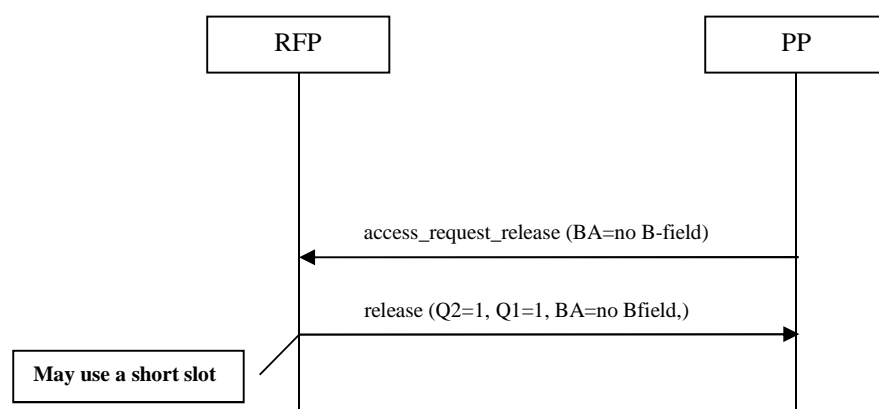 RFP
PP
access_request_release (BA=no B-field)
release (Q2=1, Q1=1, BA=no Bfield,)
May use a short slot